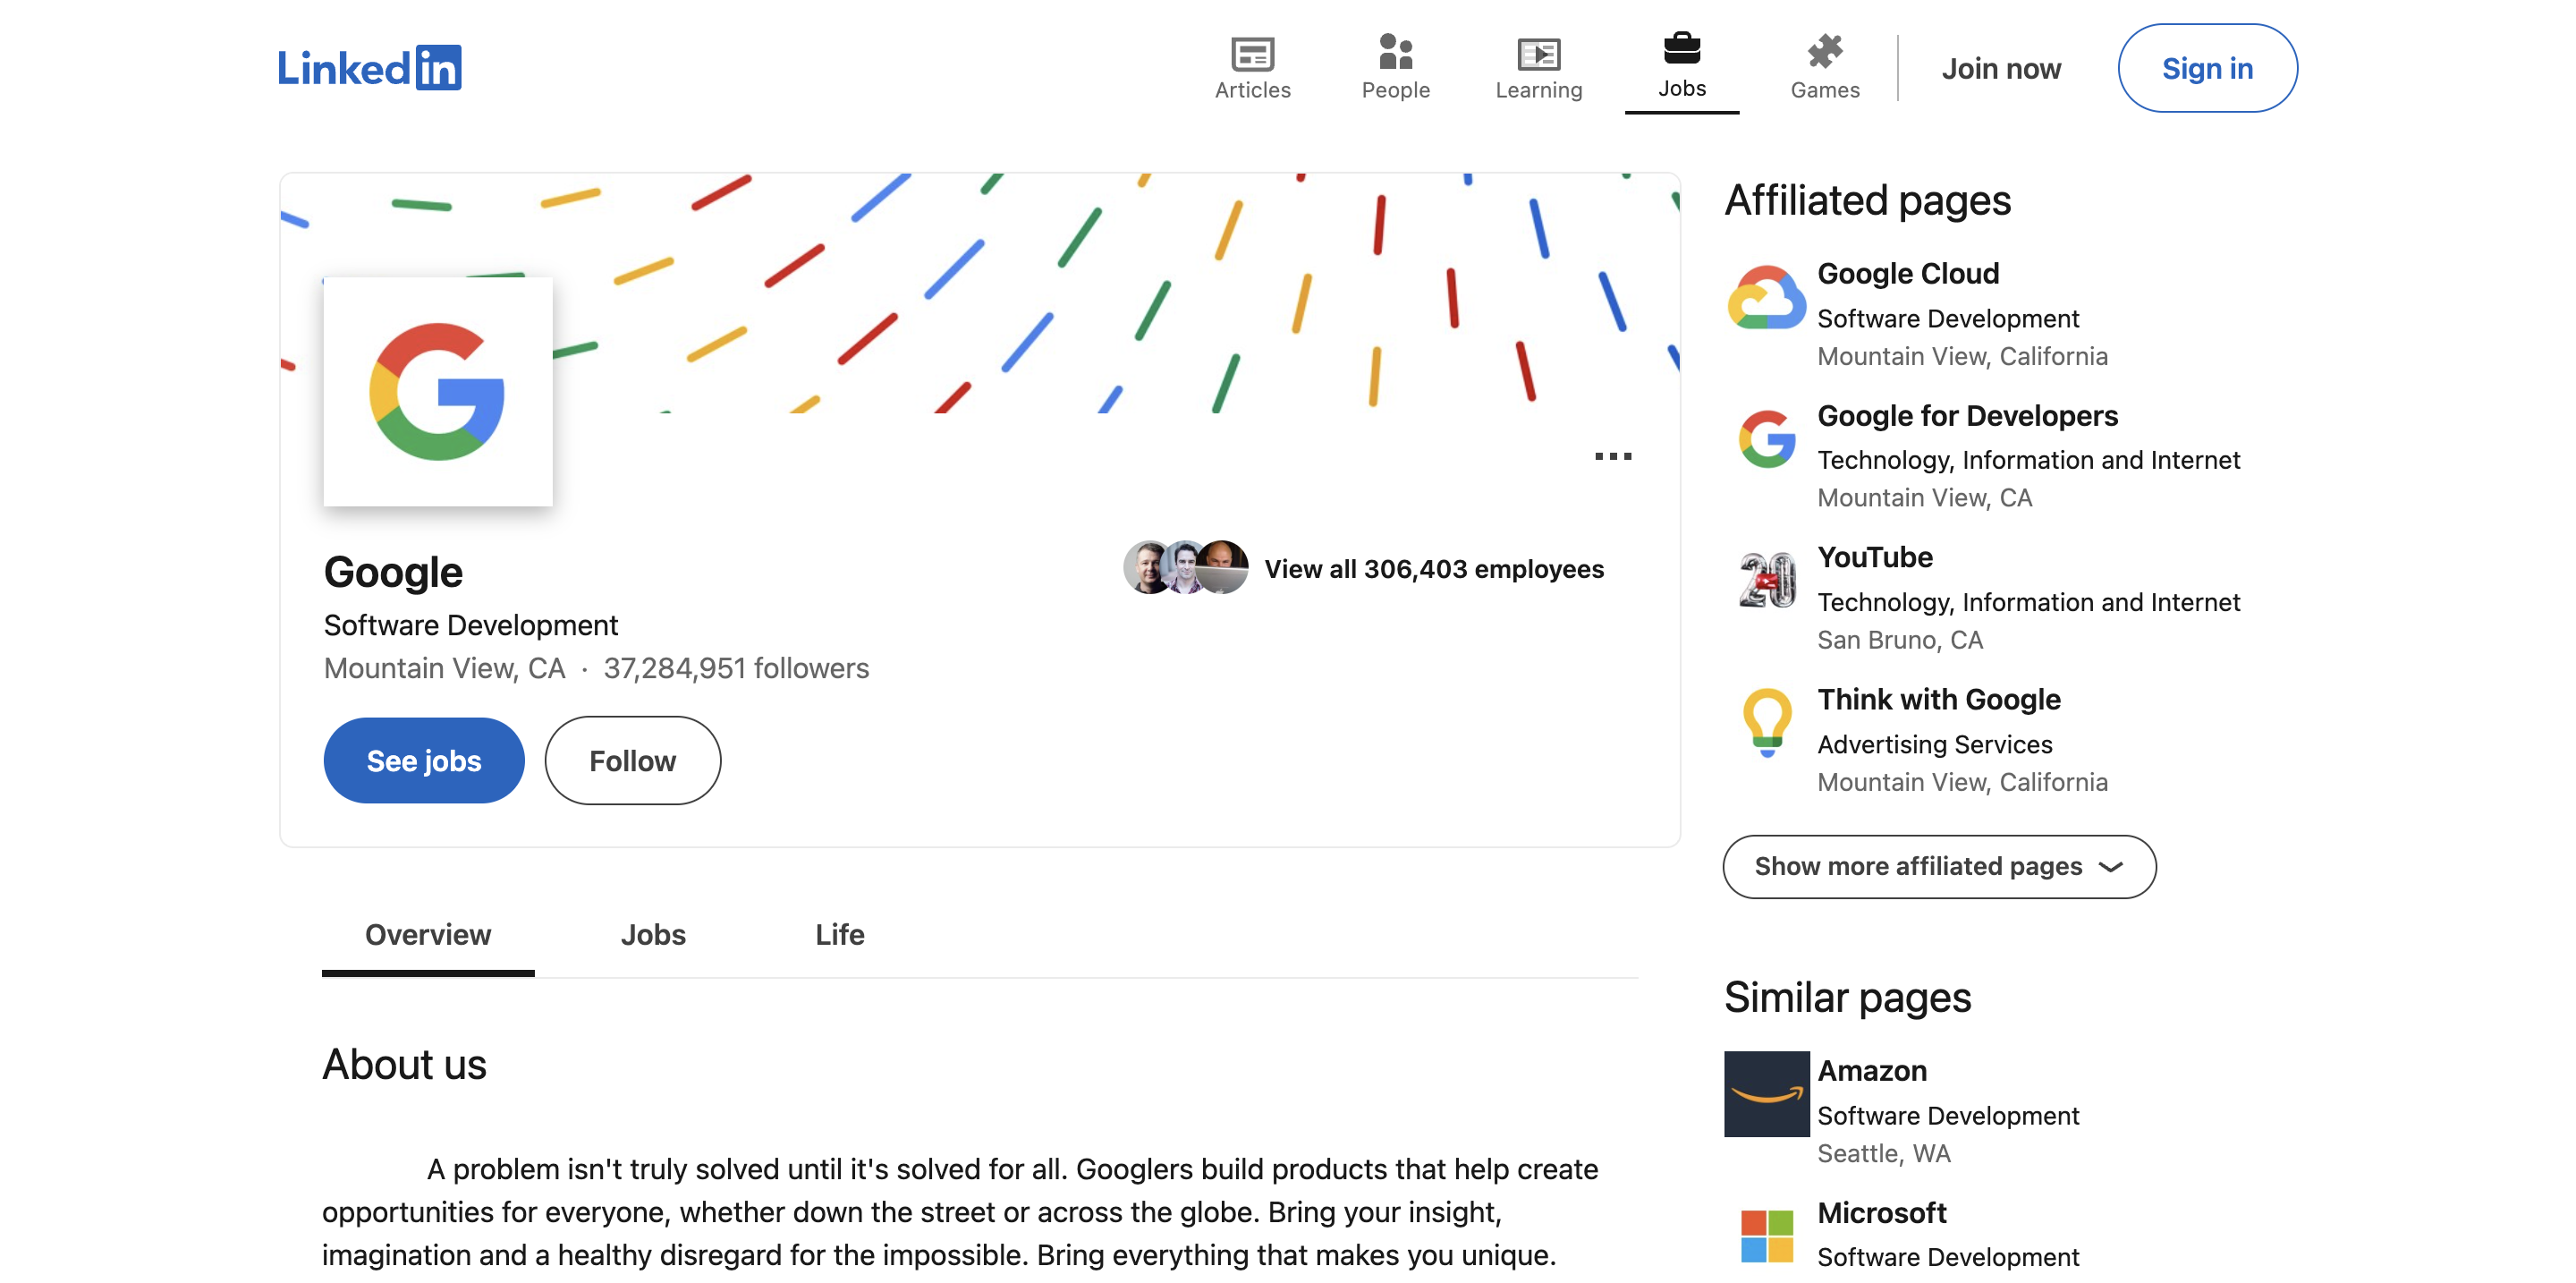 Linkedin
Articles
People
Learning
Jobs
Games
Join now
Sign in
Google
Software Development
Mountain View, CA · 37,284,951 followers
View all 306,403 employees
See jobs
Follow
Overview
Jobs
Life
About us
A problem isn't truly solved until it's solved for all. Googlers build products that help create
opportunities for everyone, whether down the street or across the globe. Bring your insight,
imagination and a healthy disregard for the impossible. Bring everything that makes you unique.
Affiliated pages
Google Cloud
Software Development
Mountain View, California
Google for Developers
Technology, Information and Internet
Mountain View, CA
20
YouTube
Technology, Information and Internet
San Bruno, CA
Think with Google
Advertising Services
Mountain View, California
Show more affiliated pages
Similar pages
Amazon
Software Development
Seattle, WA
Microsoft
Software Development